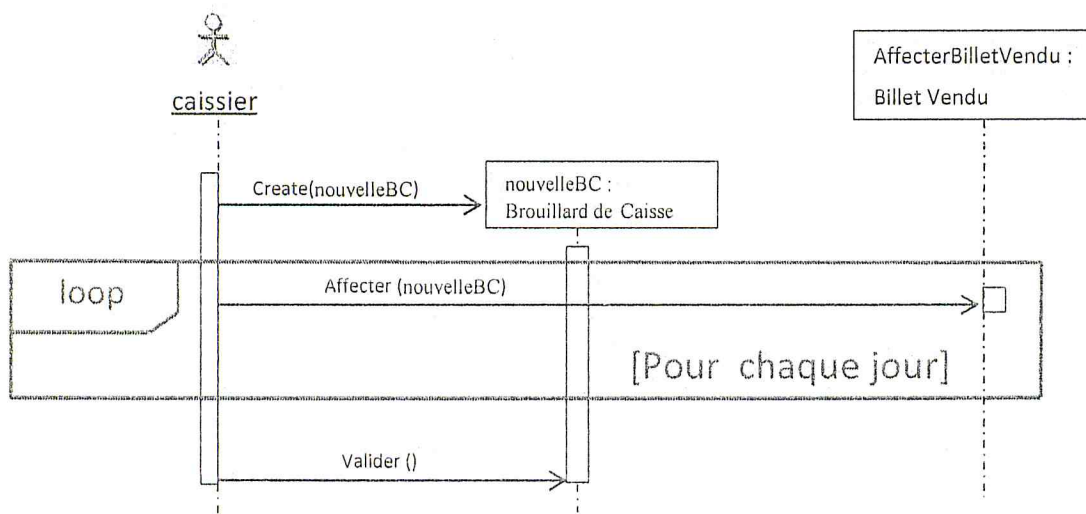 AffecterBilletVendu :
Billet Vendu
caissier
Create(nouvelleBC)
nouvelleBC :
Brouillard de Caisse
loop
Affecter (nouvelleBC)
[Pour chaque jour]
Valider ()